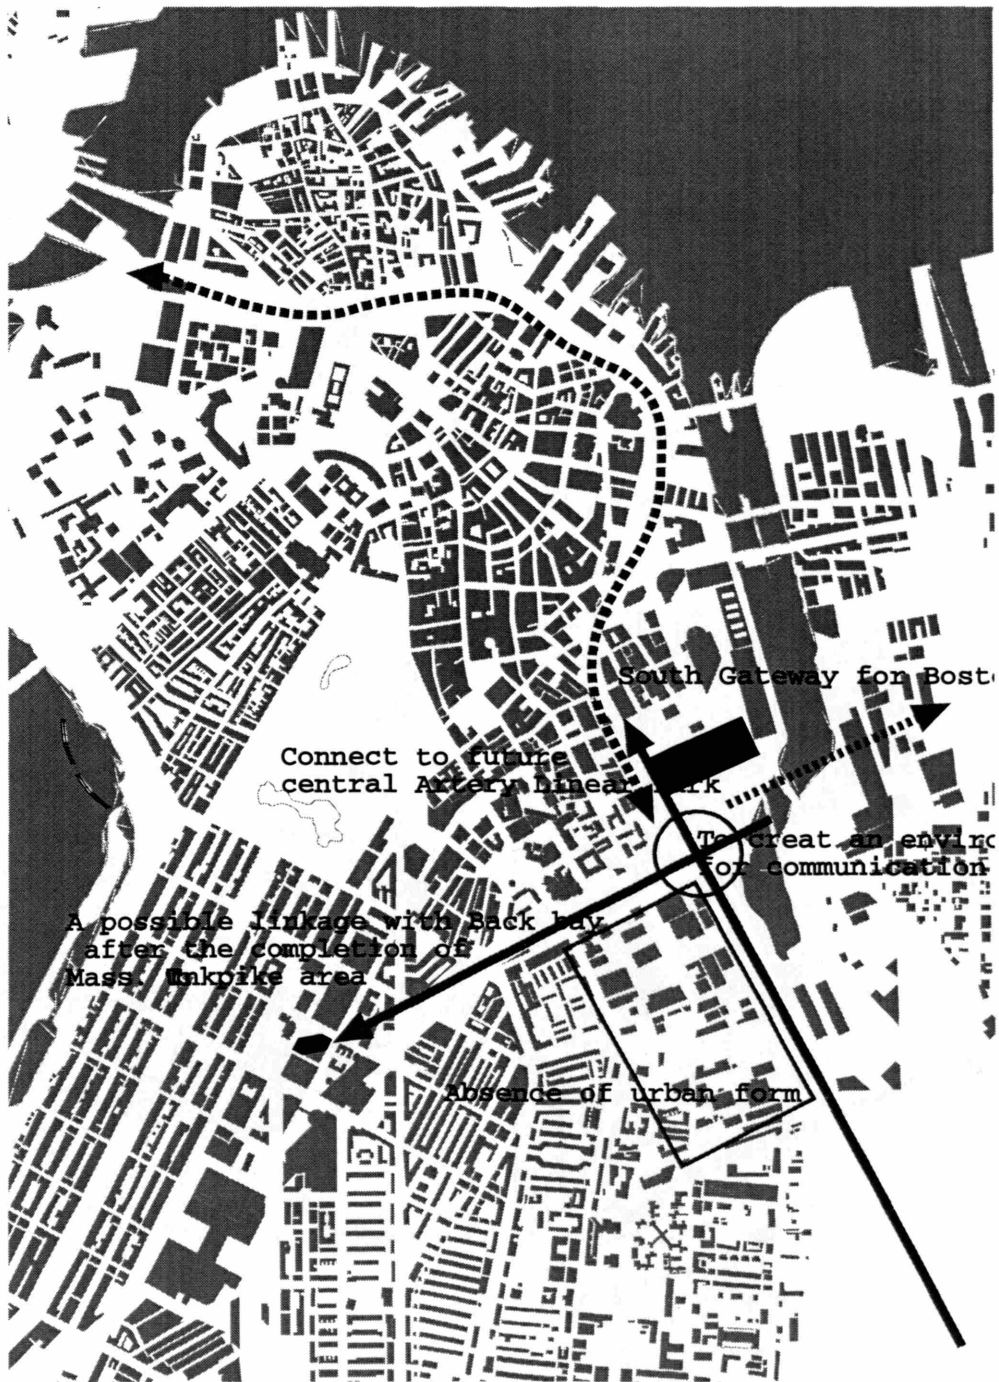 South Gateway for Bost
Connect to future
central Artery Linear Park
To creat an enviro
for communication
A possible linkage with Back bay
after the completion of
Mass. pike area
Absence of urban form